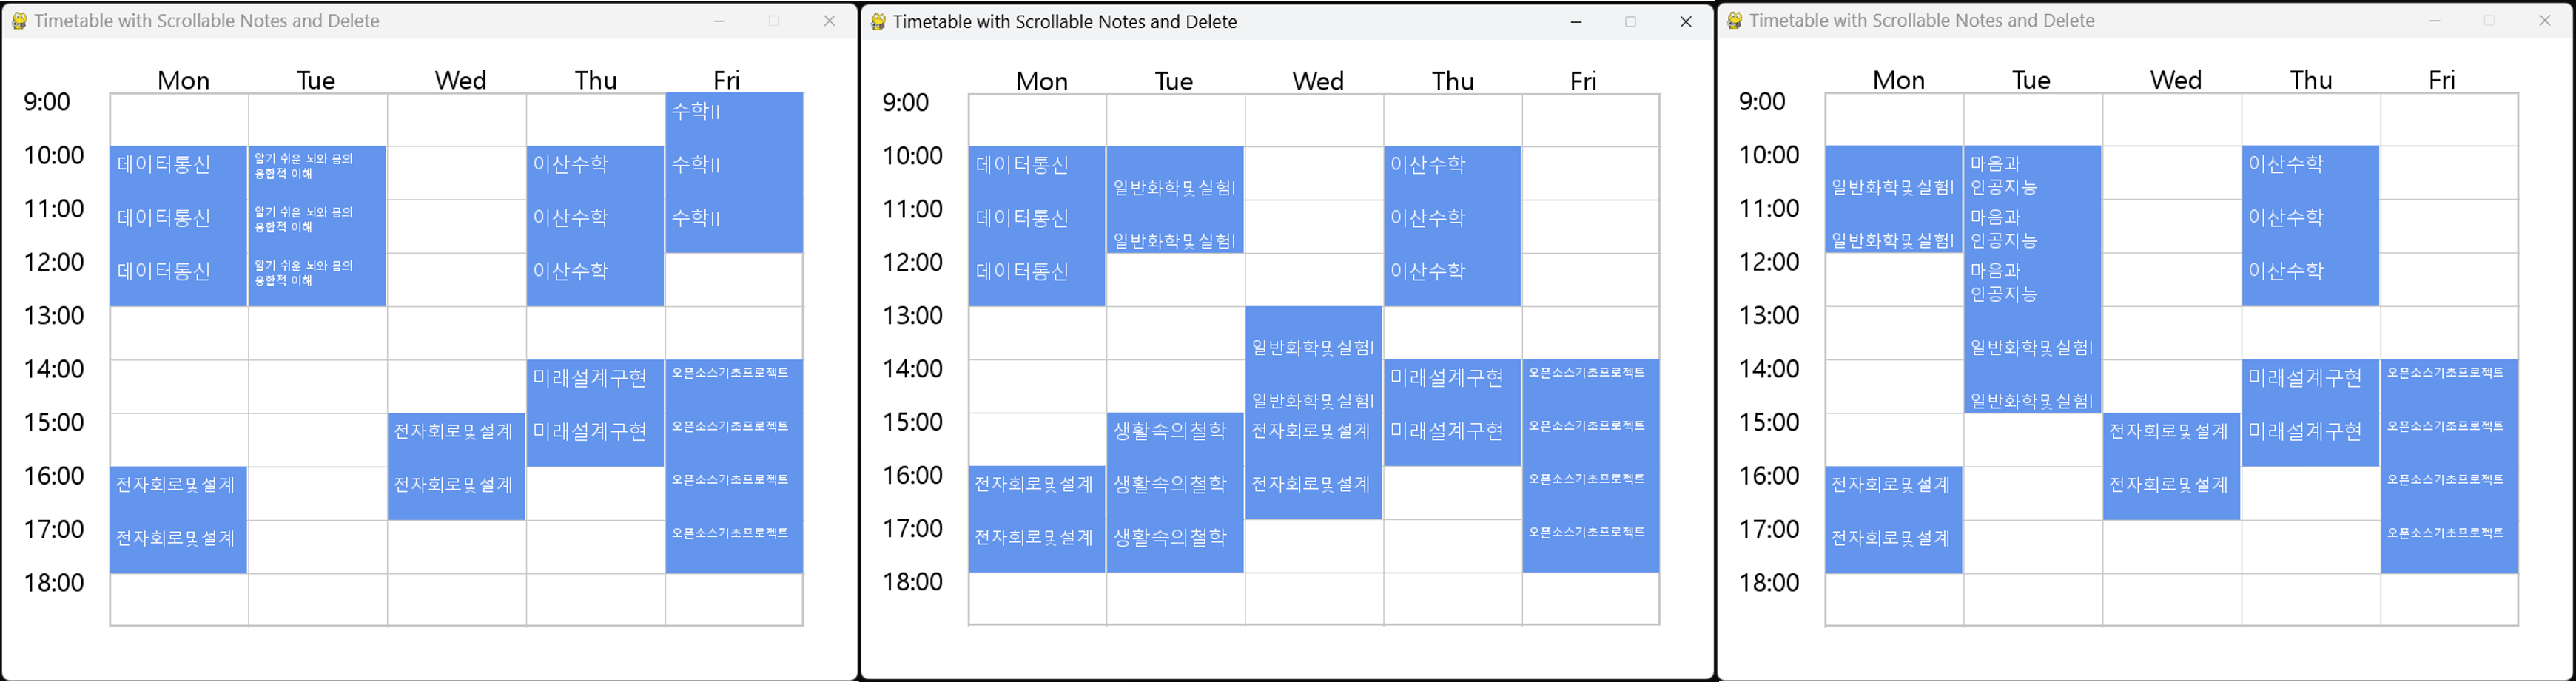 Timetable with Scrollable Notes and Delete
Mon Tue Wed Thu Fri
9:00 수학II
10:00 데이터통신 알기 쉬운 뇌와 몸의 이산수학 수학II
융합적 이해
11:00 데이터통신 알기 쉬운 뇌와 몸의 이산수학 수학II
융합적 이해
12:00 데이터통신 알기 쉬운 뇌와 몸의 이산수학
융합적 이해
13:00
14:00 미래설계구현 오픈소스기초프로젝트
15:00 전자회로및설계 미래설계구현 오픈소스기초프로젝트
16:00 전자회로및설계 전자회로및설계 오픈소스기초프로젝트
17:00 전자회로및설계 오픈소스기초프로젝트
18:00
Timetable with Scrollable Notes and Delete
Mon Tue Wed Thu Fri
9:00
10:00 데이터통신 이산수학
일반화학및실험I
11:00 데이터통신 이산수학
일반화학및실험I
12:00 데이터통신 이산수학
13:00
일반화학및실험I
14:00 미래설계구현 오픈소스기초프로젝트
일반화학및실험I
15:00 생활속의철학 전자회로및설계 미래설계구현 오픈소스기초프로젝트
16:00 전자회로및설계 생활속의철학 전자회로및설계 오픈소스기초프로젝트
17:00 전자회로및설계 생활속의철학 오픈소스기초프로젝트
18:00
Timetable with Scrollable Notes and Delete
Mon Tue Wed Thu Fri
9:00
10:00 마음과 이산수학
일반화학및실험I 인공지능
11:00 마음과 이산수학
일반화학및실험I 인공지능
12:00 마음과 이산수학
인공지능
13:00
일반화학및실험I
14:00 미래설계구현 오픈소스기초프로젝트
일반화학및실험I
15:00 전자회로및설계 미래설계구현 오픈소스기초프로젝트
16:00 전자회로및설계 전자회로및설계 오픈소스기초프로젝트
17:00 전자회로및설계 오픈소스기초프로젝트
18:00